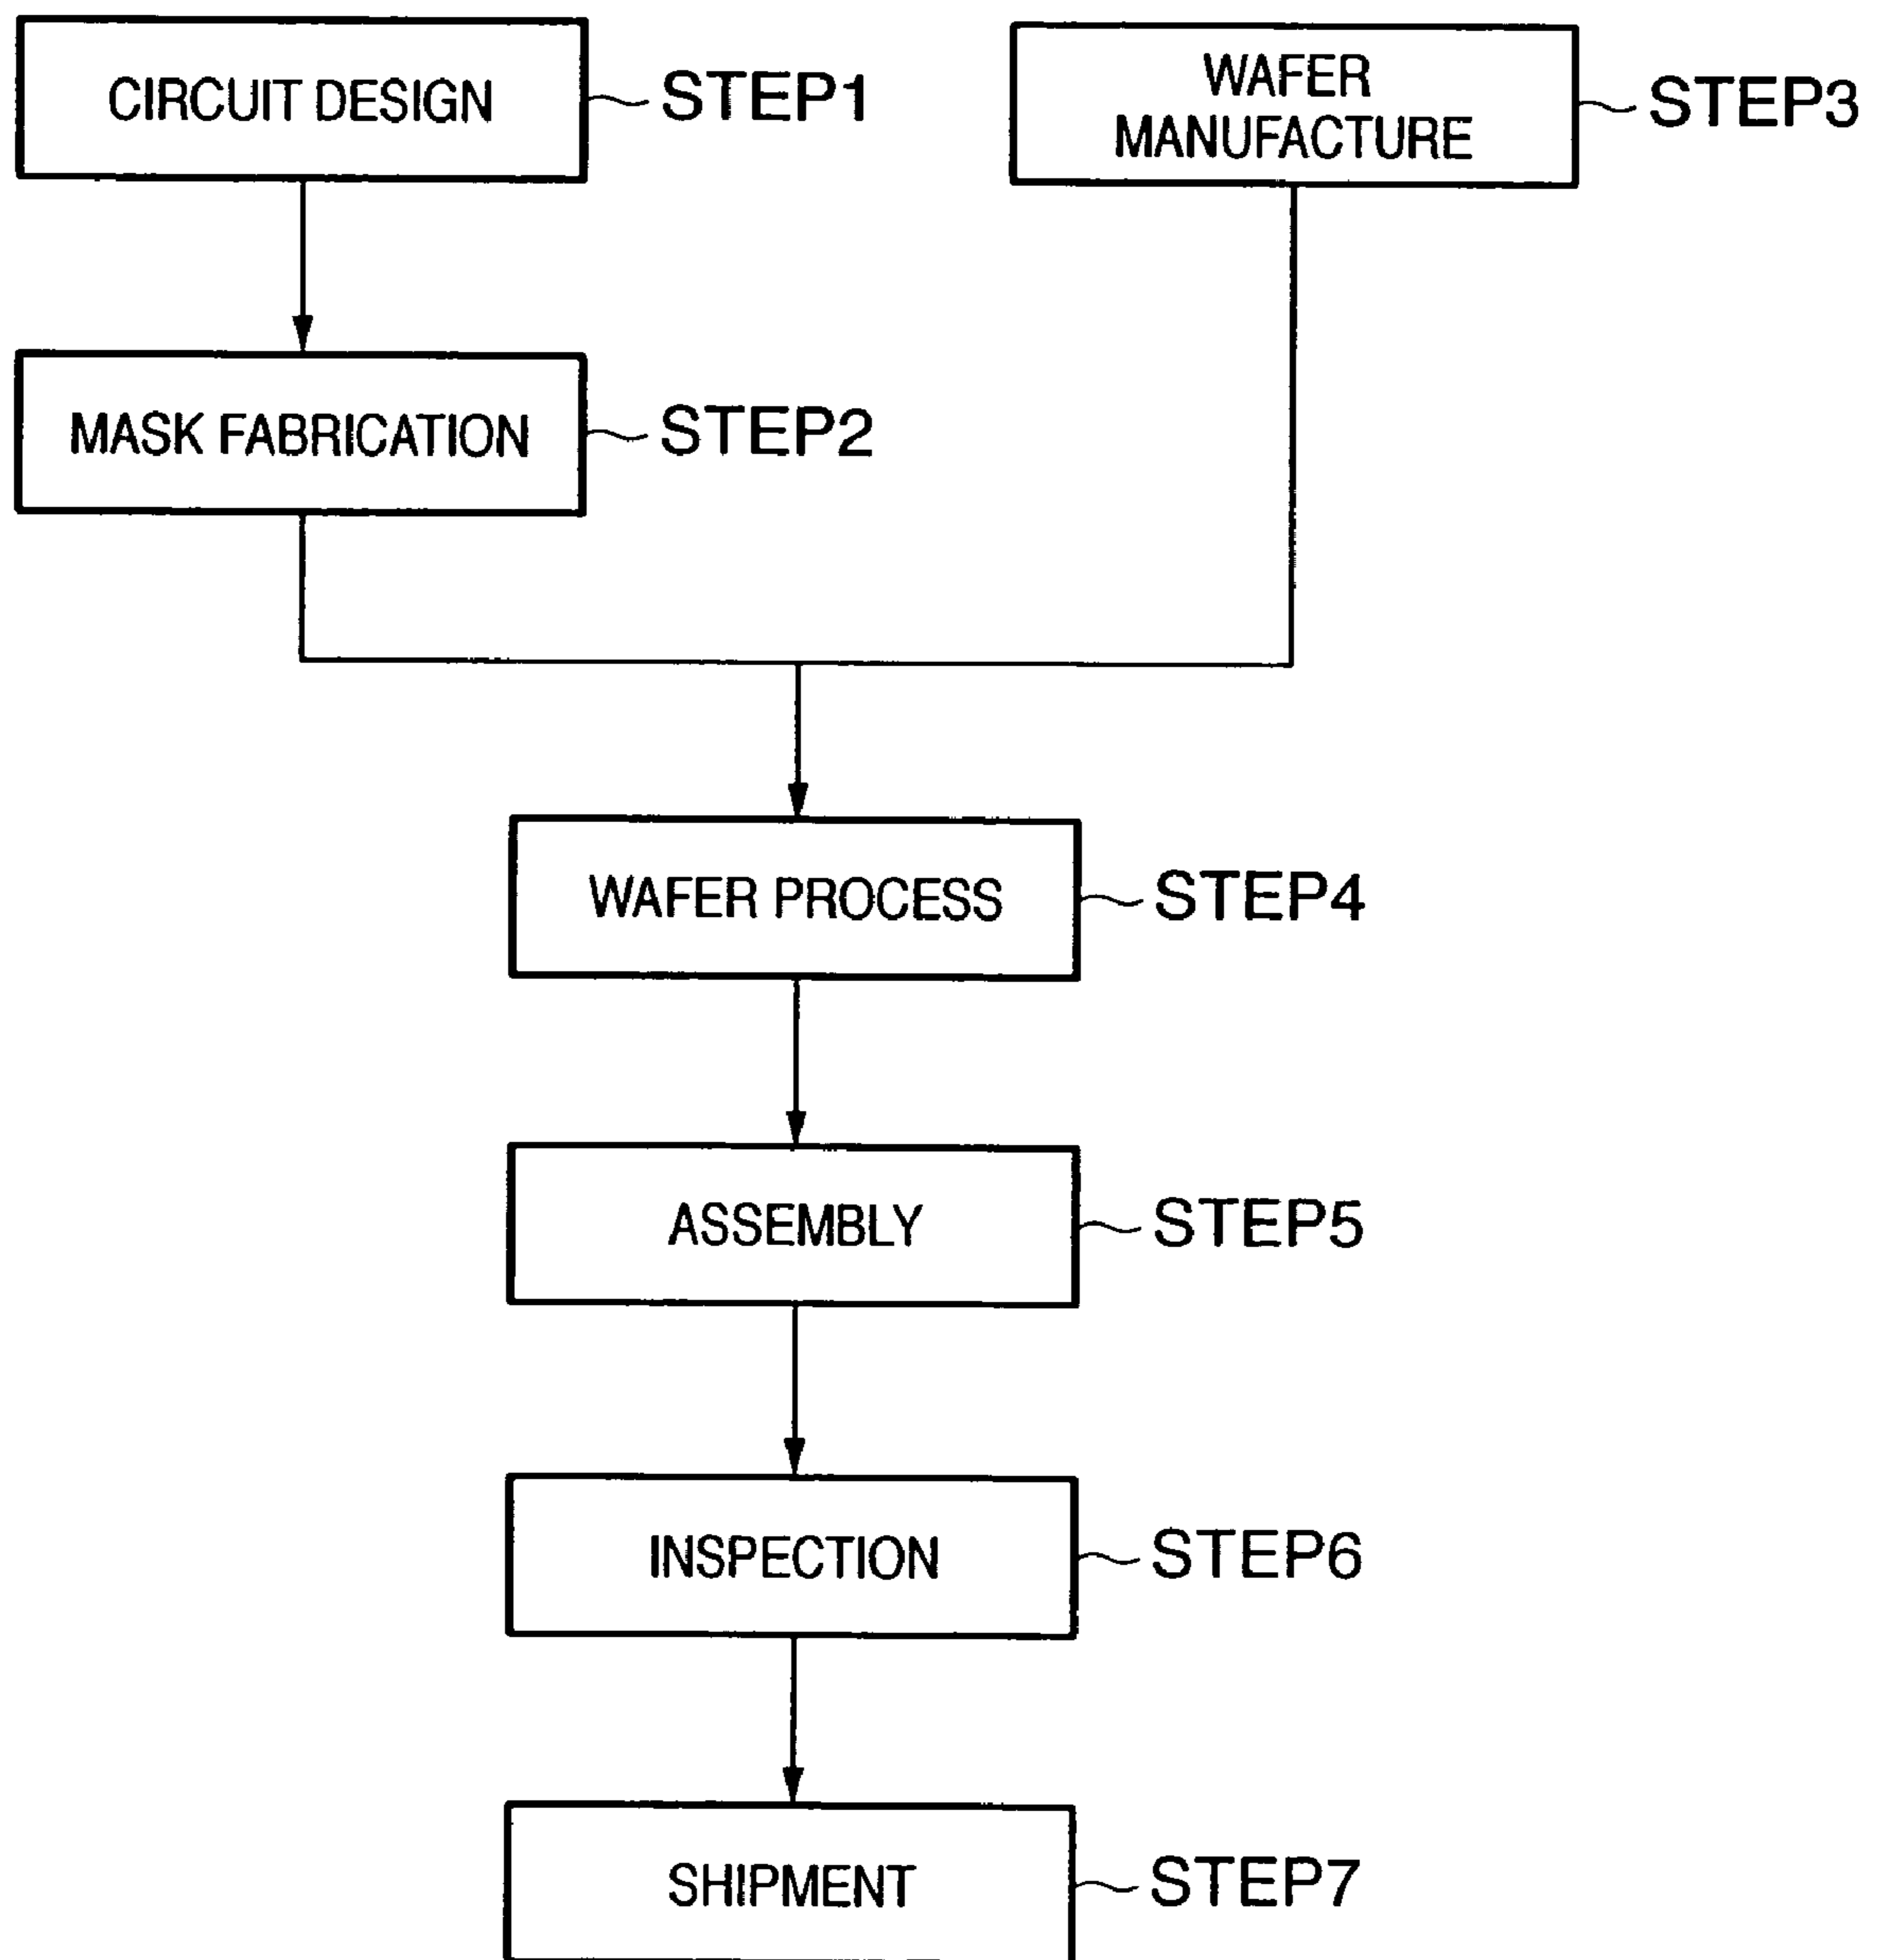 CIRCUIT DESIGN
STEP1
WAFER
MANUFACTURE
STEP3
MASK FABRICATION
STEP2
WAFER PROCESS
STEP4
ASSEMBLY
STEP5
INSPECTION
STEP6
SHIPMENT
STEP7